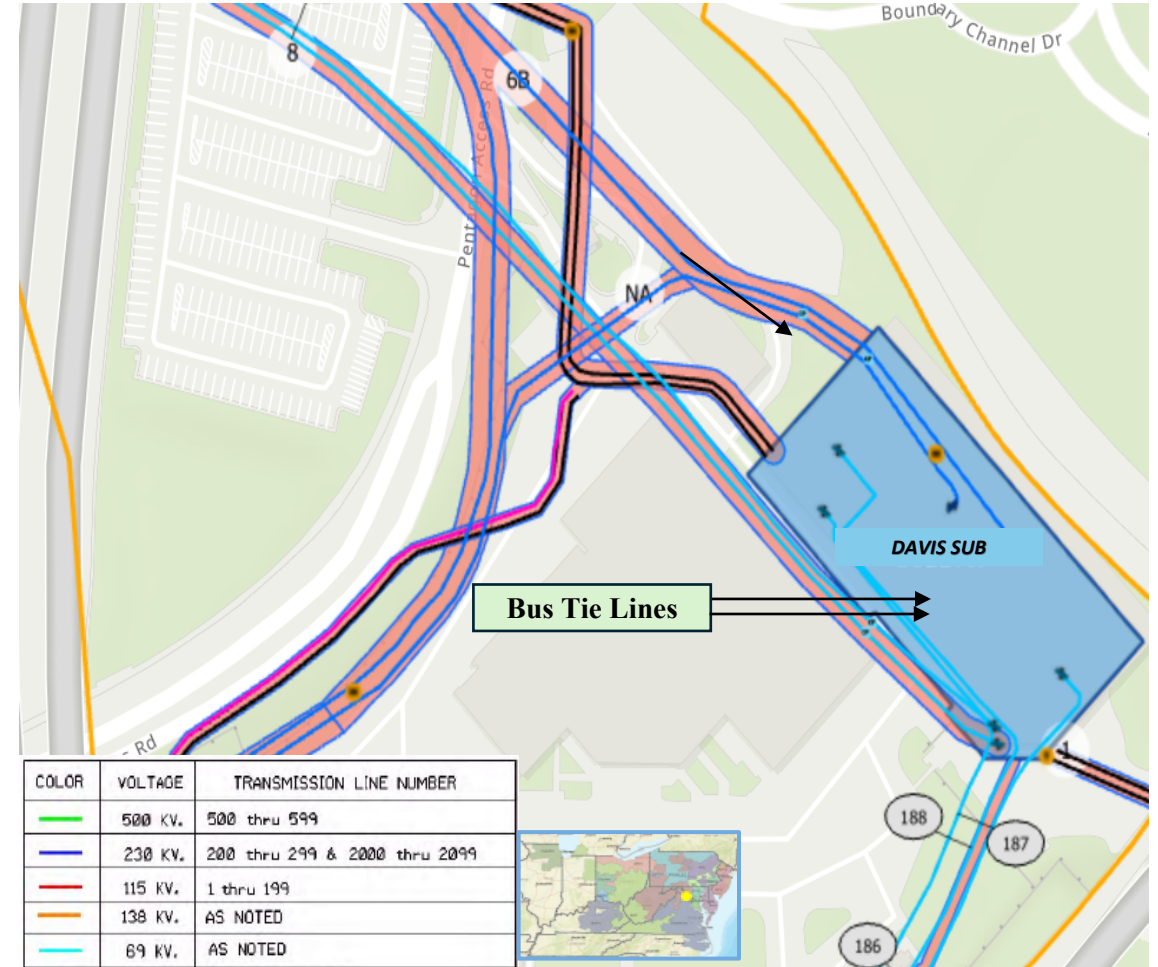 Boundary Channel Dr
8
6B
Pentagon Access Rd
NA
DAVIS SUB
Bus Tie Lines
s Rd
1
188
187
186
COLOR VOLTAGE TRANSMISSION LINE NUMBER
500 KV. 500 thru 599
230 KV. 200 thru 299 & 2000 thru 2099
115 KV. 1 thru 199
138 KV. AS NOTED
69 KV. AS NOTED